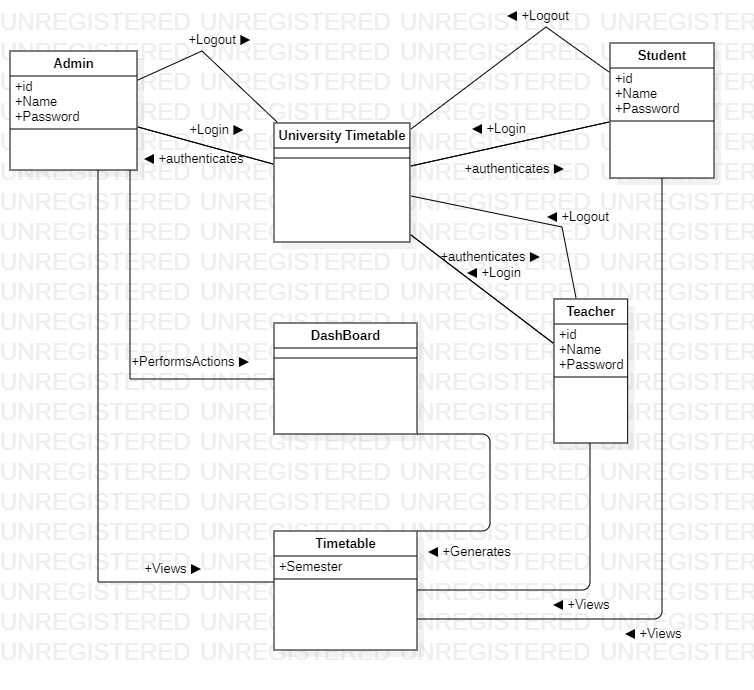 +Logout ►
◄ +Logout
Admin
+id
+Name
+Password
Student
+id
+Name
+Password
+Login ►
◄ +authenticates
University Timetable
◄ +Login
+authenticates ►
◄ +Logout
+authenticates ►
◄ +Login
Teacher
+id
+Name
+Password
DashBoard
+PerformsActions ►
Timetable
+Semester
◄ +Generates
+Views ►
◄ +Views
◄ +Views
UNREGISTERED